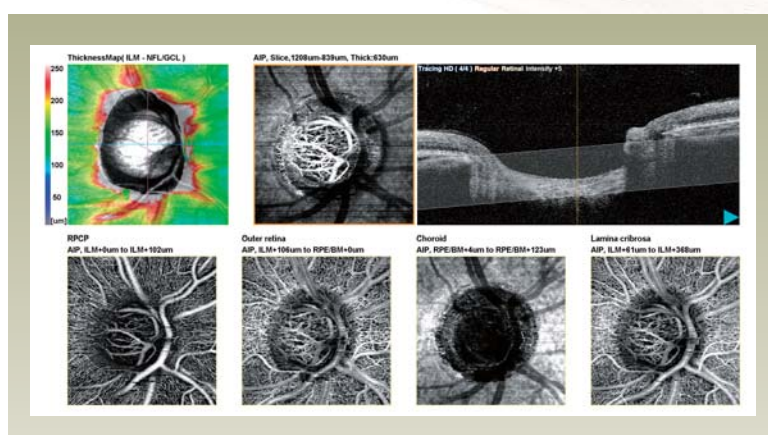 ThicknessMap( ILM - NFL/GCL )
250
200
150
100
50
[um]
AIP, Slice,1208um-839um, Thick:630um
Tracing HD ( 4/4 ) Regular Retinal Intensity +5
RPCP
AIP, ILM+0um to ILM+102um
Outer retina
AIP, ILM+106um to RPE/BM+0um
Choroid
AIP, RPE/BM+4um to RPE/BM+123um
Lamina cribrosa
AIP, ILM+61um to ILM+368um